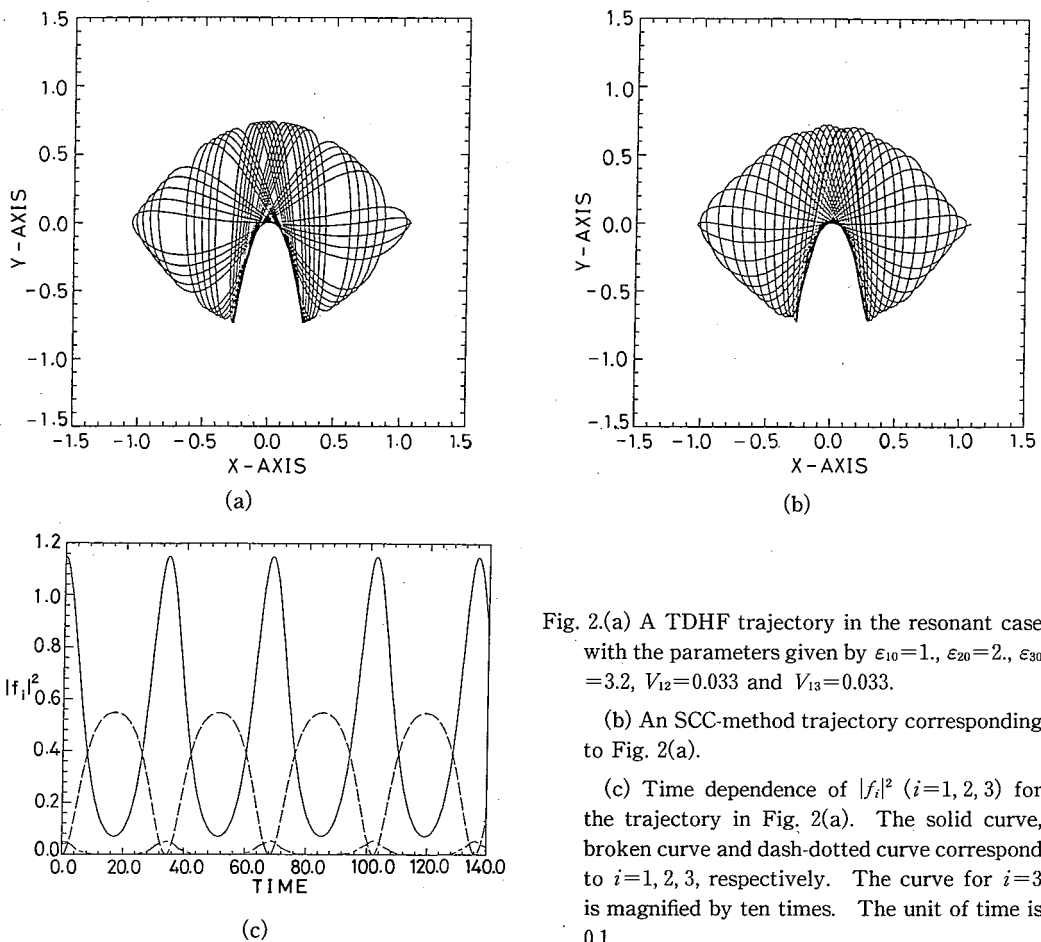 1.5
1.0
0.5
0.0
-0.5
-1.0
-1.5
Y-AXIS
-1.5 -1.0 -0.5 0.0 0.5 1.0 1.5
X-AXIS
(a)
1.5
1.0
0.5
0.0
-0.5
-1.0
-1.5
Y-AXIS
-1.5 -1.0 -0.5 0.0 0.5 1.0 1.5
X-AXIS
(b)
1.2
1.0
0.8
|f_i|² 0.6
0.4
0.2
0.0
0.0 20.0 40.0 60.0 80.0 100.0 120.0 140.0
TIME
(c)
Fig. 2.(a) A TDHF trajectory in the resonant case
with the parameters given by ε₁₀=1., ε₂₀=2., ε₃₀
=3.2, V₁₂=0.033 and V₁₃=0.033.
(b) An SCC-method trajectory corresponding
to Fig. 2(a).
(c) Time dependence of |f_i|² (i=1, 2, 3) for
the trajectory in Fig. 2(a). The solid curve,
broken curve and dash-dotted curve correspond
to i=1, 2, 3, respectively. The curve for i=3
is magnified by ten times. The unit of time is
0.1